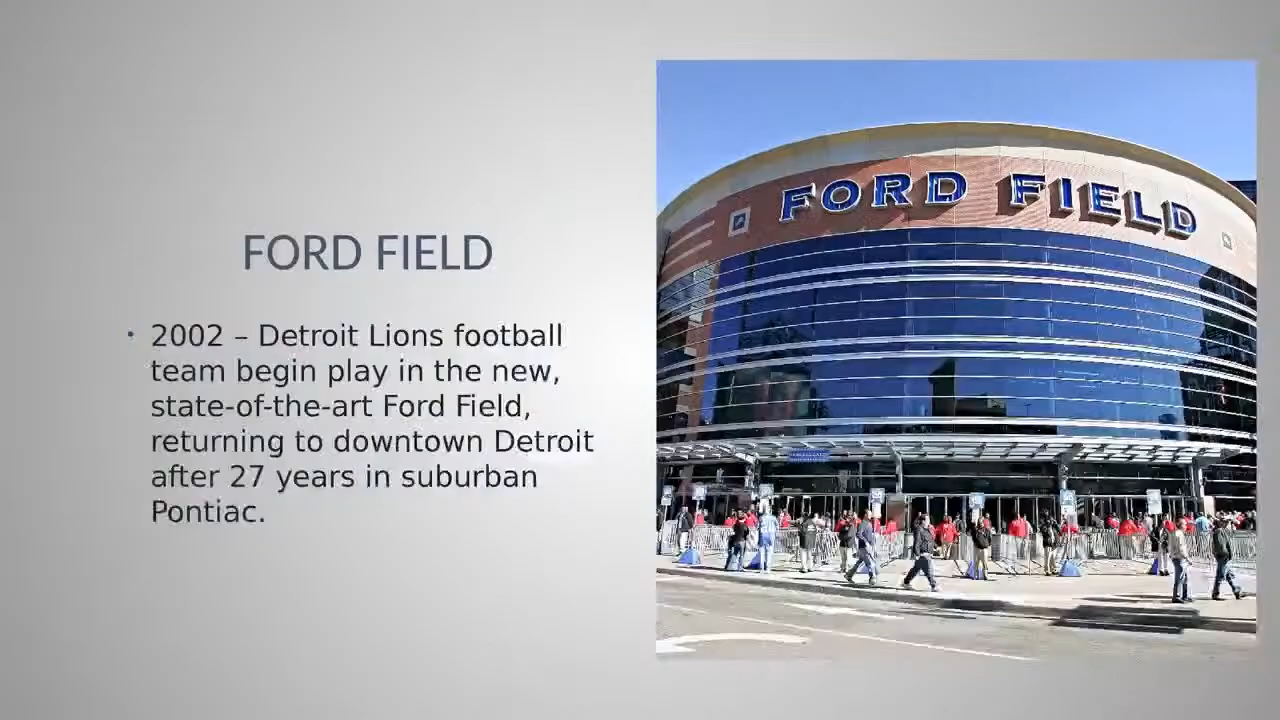 FORD FIELD
• 2002 – Detroit Lions football
team begin play in the new,
state-of-the-art Ford Field,
returning to downtown Detroit
after 27 years in suburban
Pontiac.
FORD FIELD